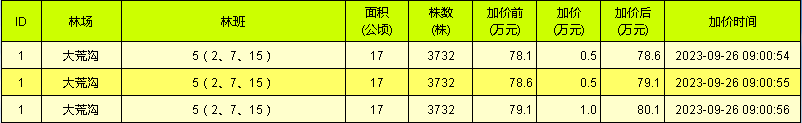 ID 林场 林班 面积(公顷) 株数(株) 加价前(万元) 加价(万元) 加价后(万元) 加价时间
1 大荒沟 5（2、7、15） 17 3732 78.1 0.5 78.6 2023-09-26 09:00:54
1 大荒沟 5（2、7、15） 17 3732 78.6 0.5 79.1 2023-09-26 09:00:55
1 大荒沟 5（2、7、15） 17 3732 79.1 1.0 80.1 2023-09-26 09:00:56